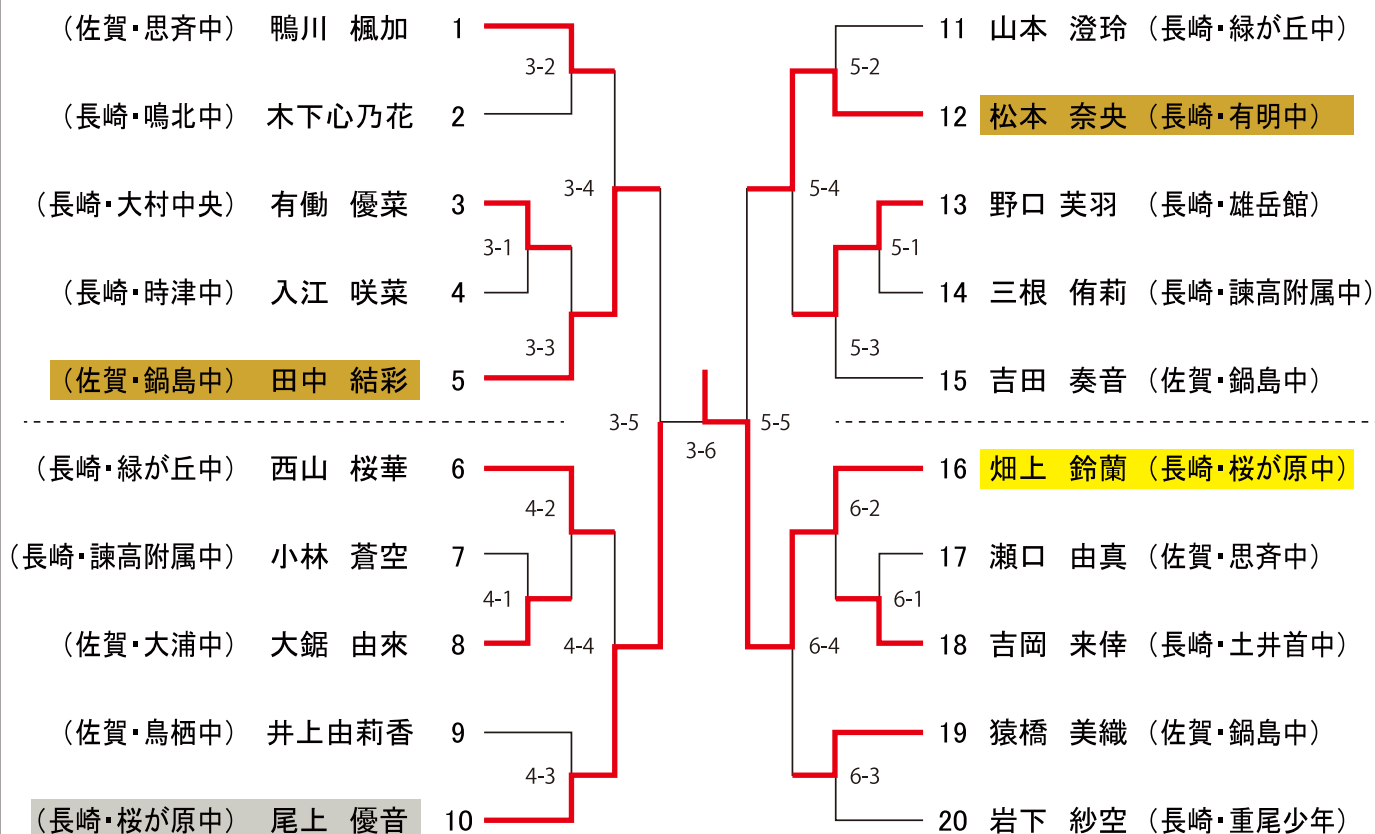 (佐賀・思斉中) 鴨川 楓加 1
(長崎・鳴北中) 木下心乃花 2
(長崎・大村中央) 有働 優菜 3
(長崎・時津中) 入江 咲菜 4
(佐賀・鍋島中) 田中 結彩 5
(長崎・緑が丘中) 西山 桜華 6
(長崎・諫高附属中) 小林 蒼空 7
(佐賀・大浦中) 大鋸 由來 8
(佐賀・鳥栖中) 井上由莉香 9
(長崎・桜が原中) 尾上 優音 10
3-2
3-4
3-1
3-3
3-5
4-2
4-1
4-4
4-3
3-6
5-2
5-4
5-1
5-3
5-5
6-2
6-1
6-4
6-3
11 山本 澄玲 (長崎・緑が丘中)
12 松本 奈央 (長崎・有明中)
13 野口 芙羽 (長崎・雄岳館)
14 三根 侑莉 (長崎・諫高附属中)
15 吉田 奏音 (佐賀・鍋島中)
16 畑上 鈴蘭 (長崎・桜が原中)
17 瀬口 由真 (佐賀・思斉中)
18 吉岡 来倖 (長崎・土井首中)
19 猿橋 美織 (佐賀・鍋島中)
20 岩下 紗空 (長崎・重尾少年)